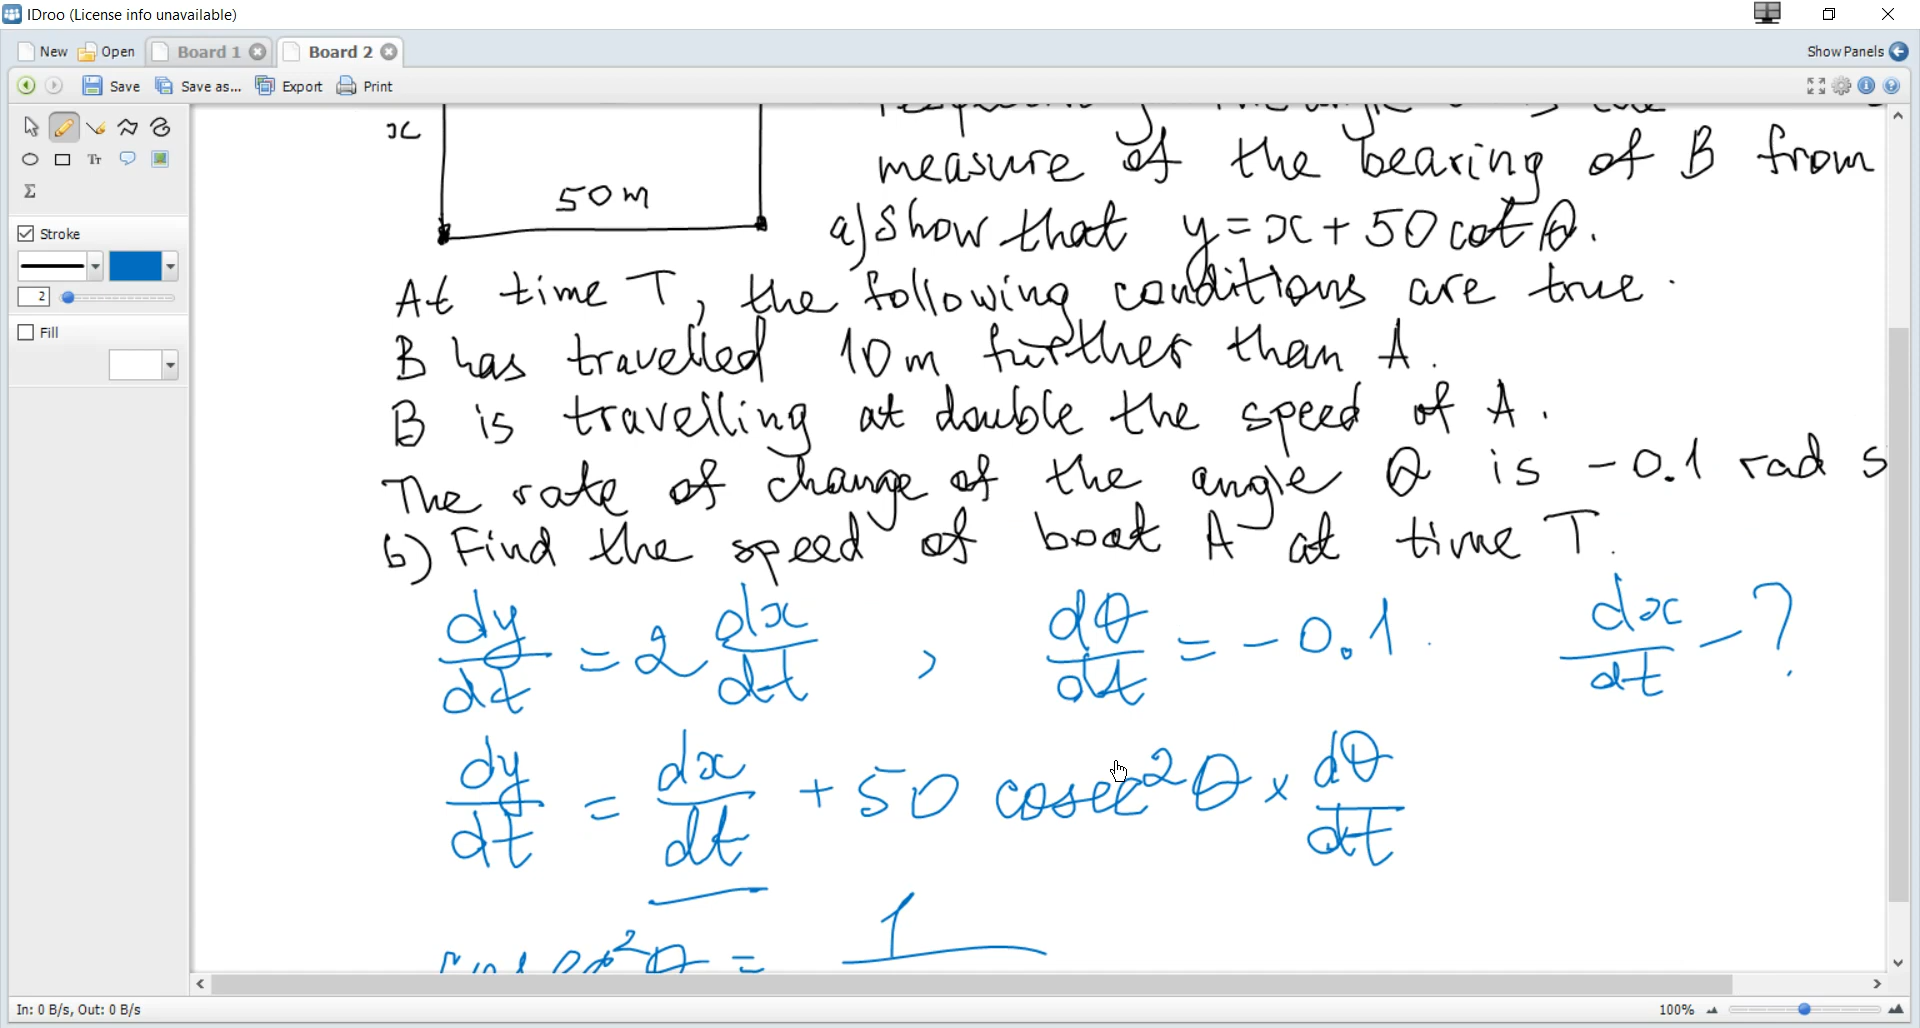 IDroo (License info unavailable)
New Open Board 1 Board 2 Show Panels
Save Save as... Export Print
x
measure of the bearing of B from
50 m
a) Show that y = x + 50 cot θ.
Stroke
At time T, the following conditions are true.
2
B has travelled 10 m further than A.
Fill
B is travelling at double the speed of A.
The rate of change of the angle θ is -0.1 rad s
b) Find the speed of boat A at time T.
dy/dt = 2 dx/dt , dθ/dt = -0.1. dx/dt - ?
dy/dt = dx/dt + 50 cosec²θ × dθ/dt
1
cosec²θ =
In: 0 B/s, Out: 0 B/s 100%